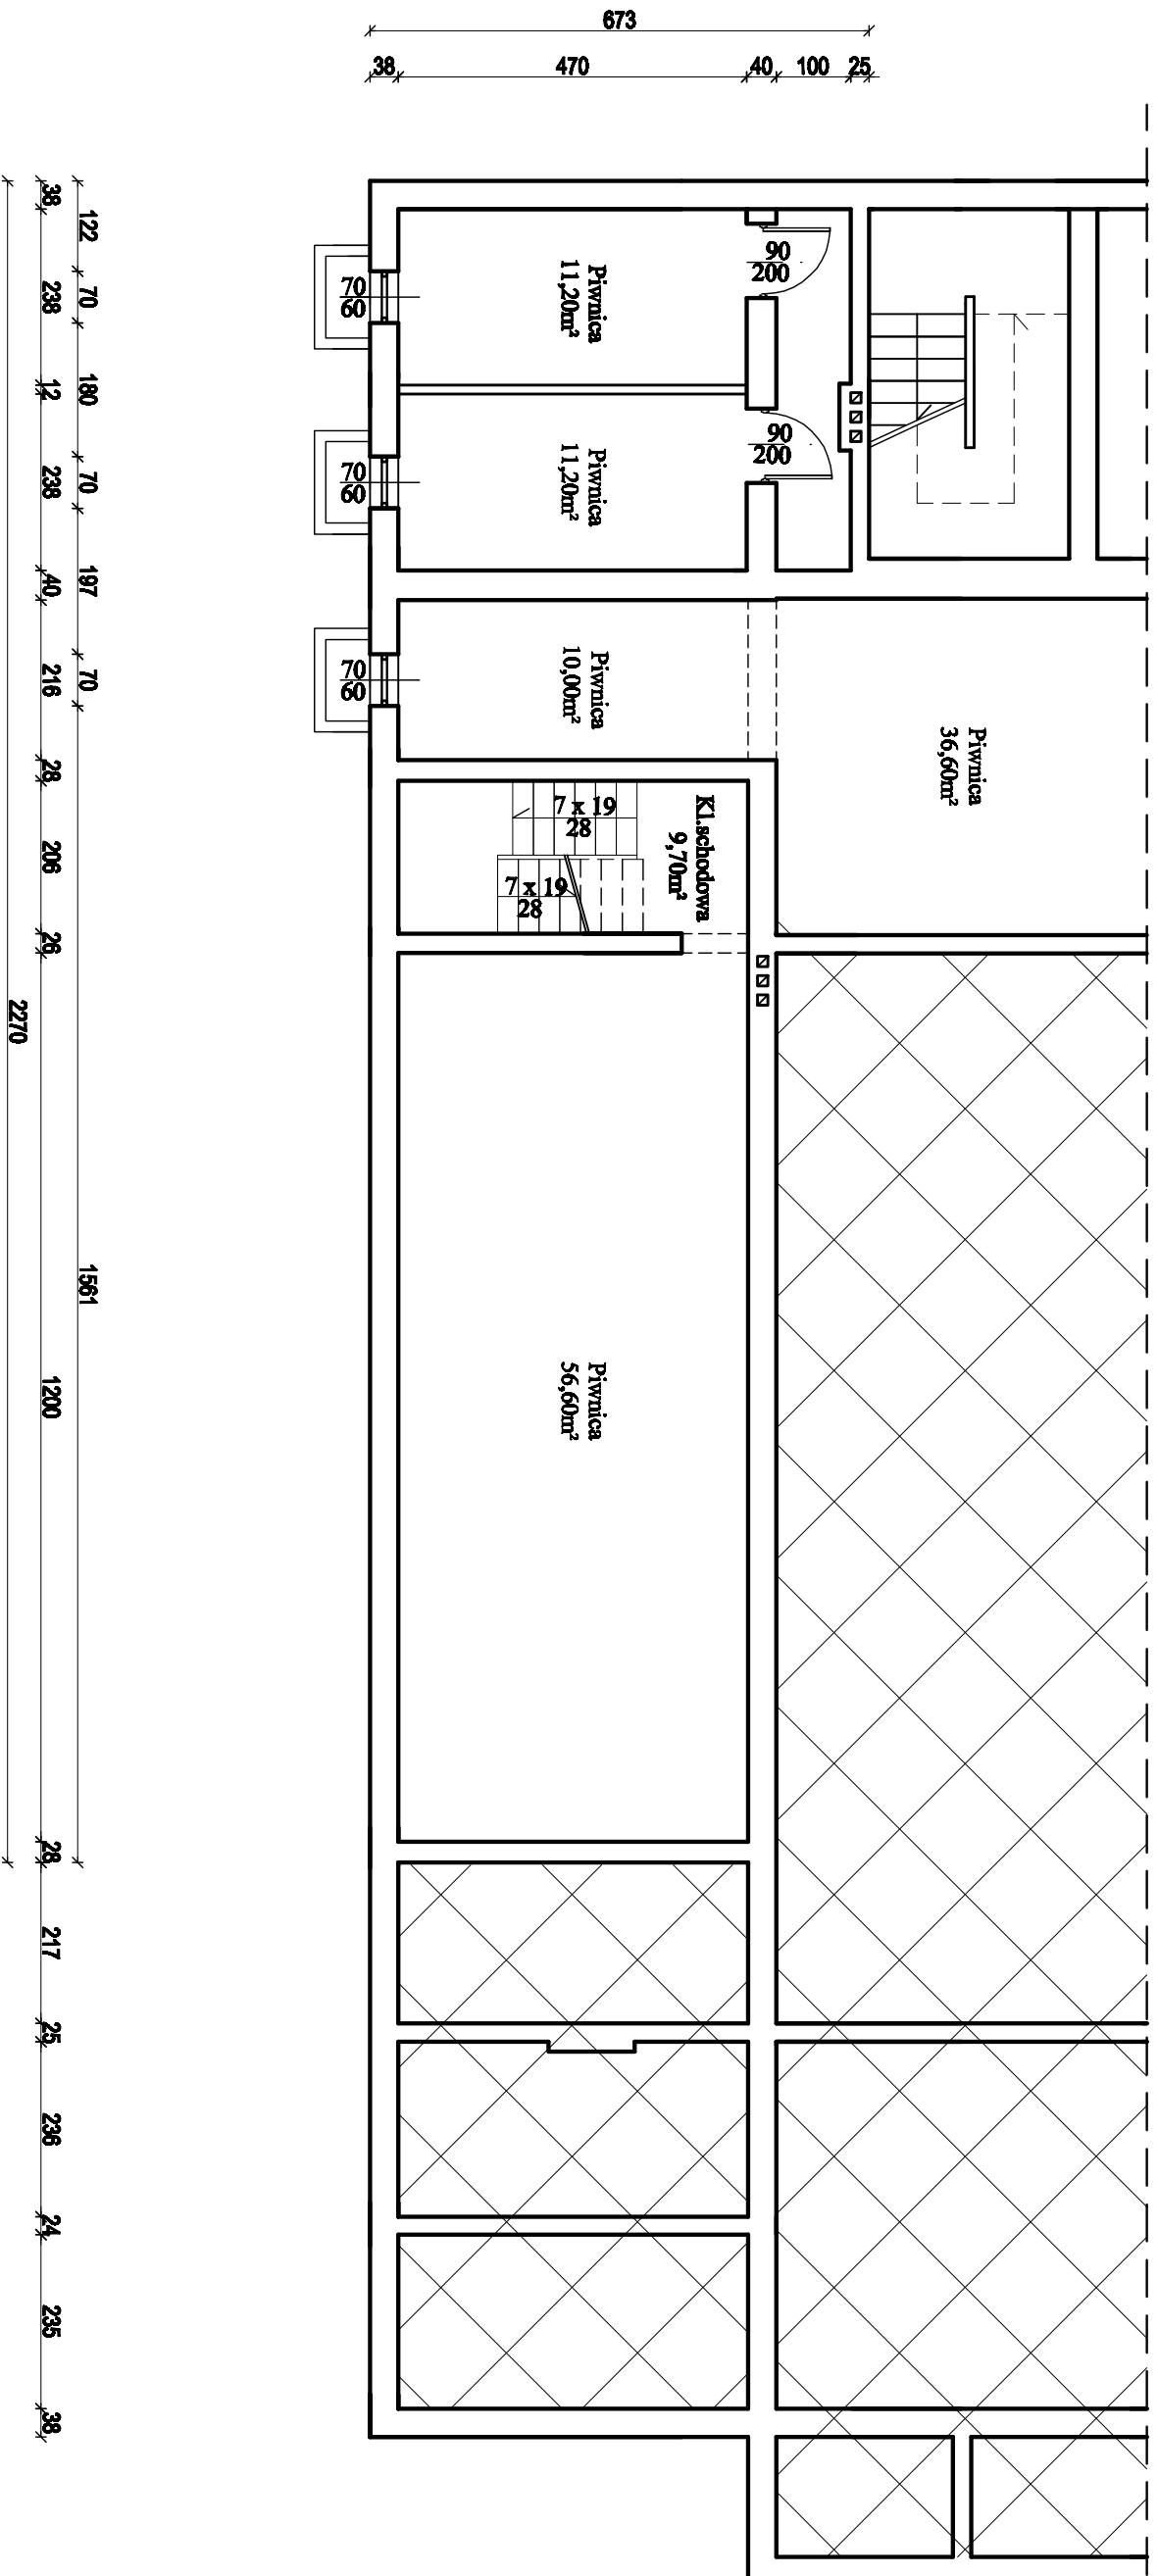 673
38 470 40 100 25
38 238 12 238 40 216 28 206 26 1200 28 217 25 236 24 235 38
122 70 180 70 197 70 1561
2270
Piwnica
11,20m²
90
200
70
60
Piwnica
11,20m²
90
200
70
60
Piwnica
10,00m²
70
60
Piwnica
36,60m²
Kl.schodowa
9,70m²
7 x 19
28
7 x 19
28
Piwnica
56,60m²